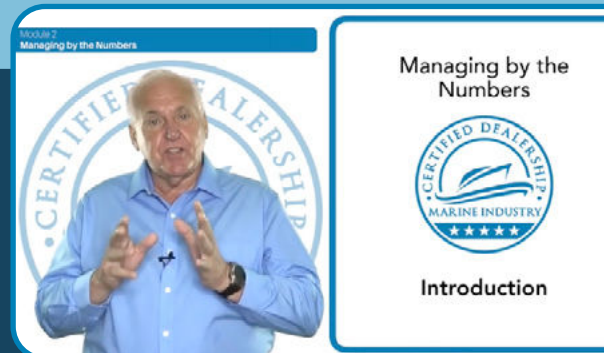 Module 2
Managing by the Numbers
CERTIFIED DEALERSHIP
Managing by the
Numbers
CERTIFIED DEALERSHIP
MARINE INDUSTRY
Introduction